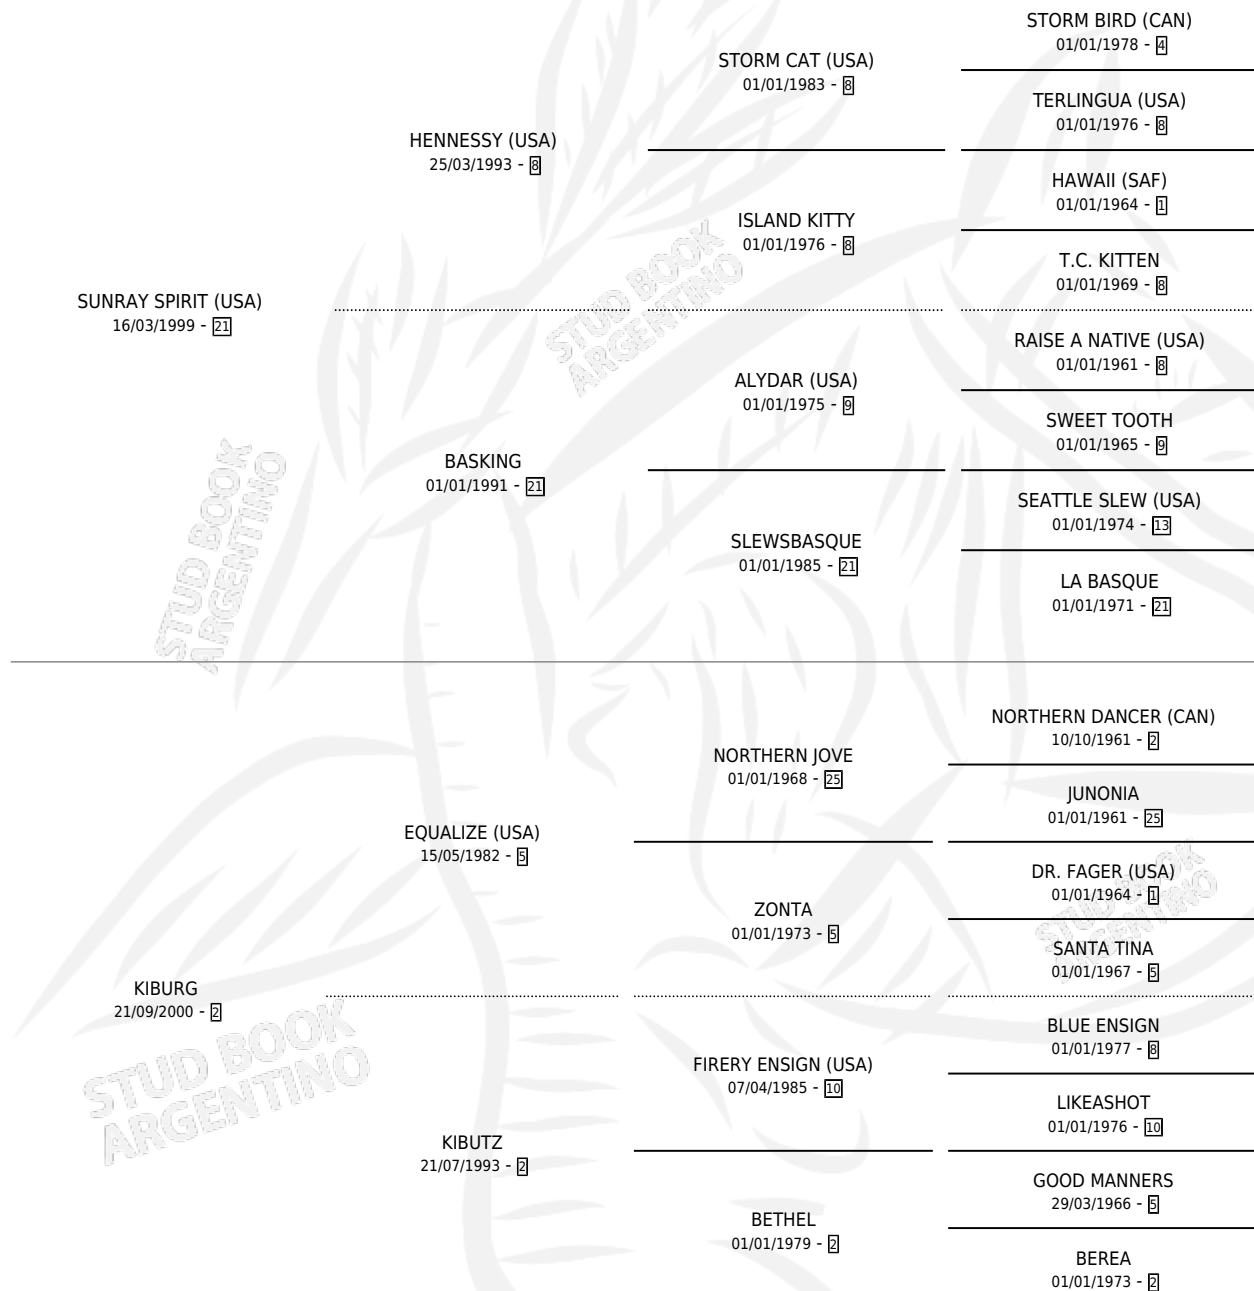 STORM BIRD (CAN)
01/01/1978 - 4
STORM CAT (USA)
01/01/1983 - 8
TERLINGUA (USA)
01/01/1976 - 8
HENNESSY (USA)
25/03/1993 - 8
HAWAII (SAF)
01/01/1964 - 1
ISLAND KITTY
01/01/1976 - 8
T.C. KITTEN
01/01/1969 - 8
SUNRAY SPIRIT (USA)
16/03/1999 - 21
STUD BOOK
ARGENTINO
RAISE A NATIVE (USA)
01/01/1961 - 8
ALYDAR (USA)
01/01/1975 - 9
SWEET TOOTH
01/01/1965 - 9
BASKING
01/01/1991 - 21
SEATTLE SLEW (USA)
01/01/1974 - 13
SLEWSBASQUE
01/01/1985 - 21
LA BASQUE
01/01/1971 - 21
STUD BOOK
ARGENTINO
NORTHERN DANCER (CAN)
10/10/1961 - 2
NORTHERN JOVE
01/01/1968 - 25
JUNONIA
01/01/1961 - 25
EQUALIZE (USA)
15/05/1982 - 5
DR. FAGER (USA)
01/01/1964 - 1
ZONTA
01/01/1973 - 5
STUD BOOK
ARGENTINO
SANTA TINA
01/01/1967 - 5
KIBURG
21/09/2000 - 2
STUD BOOK
ARGENTINO
BLUE ENSIGN
01/01/1977 - 8
FIRERY ENSIGN (USA)
07/04/1985 - 10
LIKEASHOT
01/01/1976 - 10
KIBUTZ
21/07/1993 - 2
GOOD MANNERS
29/03/1966 - 5
BETHEL
01/01/1979 - 2
BEREA
01/01/1973 - 2